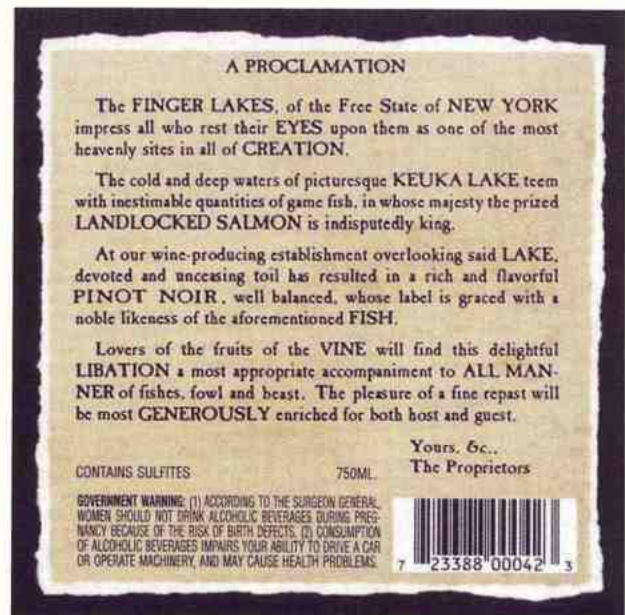 A PROCLAMATION
The FINGER LAKES, of the Free State of NEW YORK
impress all who rest their EYES upon them as one of the most
heavenly sites in all of CREATION.
The cold and deep waters of picturesque KEUKA LAKE teem
with inestimable quantities of game fish, in whose majesty the prized
LANDLOCKED SALMON is indisputedly king.
At our wine-producing establishment overlooking said LAKE,
devoted and unceasing toil has resulted in a rich and flavorful
PINOT NOIR, well balanced, whose label is graced with a
noble likeness of the aforementioned FISH.
Lovers of the fruits of the VINE will find this delightful
LIBATION a most appropriate accompaniment to ALL MAN-
NER of fishes, fowl and beast. The pleasure of a fine repast will
be most GENEROUSLY enriched for both host and guest.
Yours, &c.,
The Proprietors
CONTAINS SULFITES 750ML.
GOVERNMENT WARNING: (1) ACCORDING TO THE SURGEON GENERAL,
WOMEN SHOULD NOT DRINK ALCOHOLIC BEVERAGES DURING PREG-
NANCY BECAUSE OF THE RISK OF BIRTH DEFECTS. (2) CONSUMPTION
OF ALCOHOLIC BEVERAGES IMPAIRS YOUR ABILITY TO DRIVE A CAR
OR OPERATE MACHINERY, AND MAY CAUSE HEALTH PROBLEMS.
7 23388 00042 3